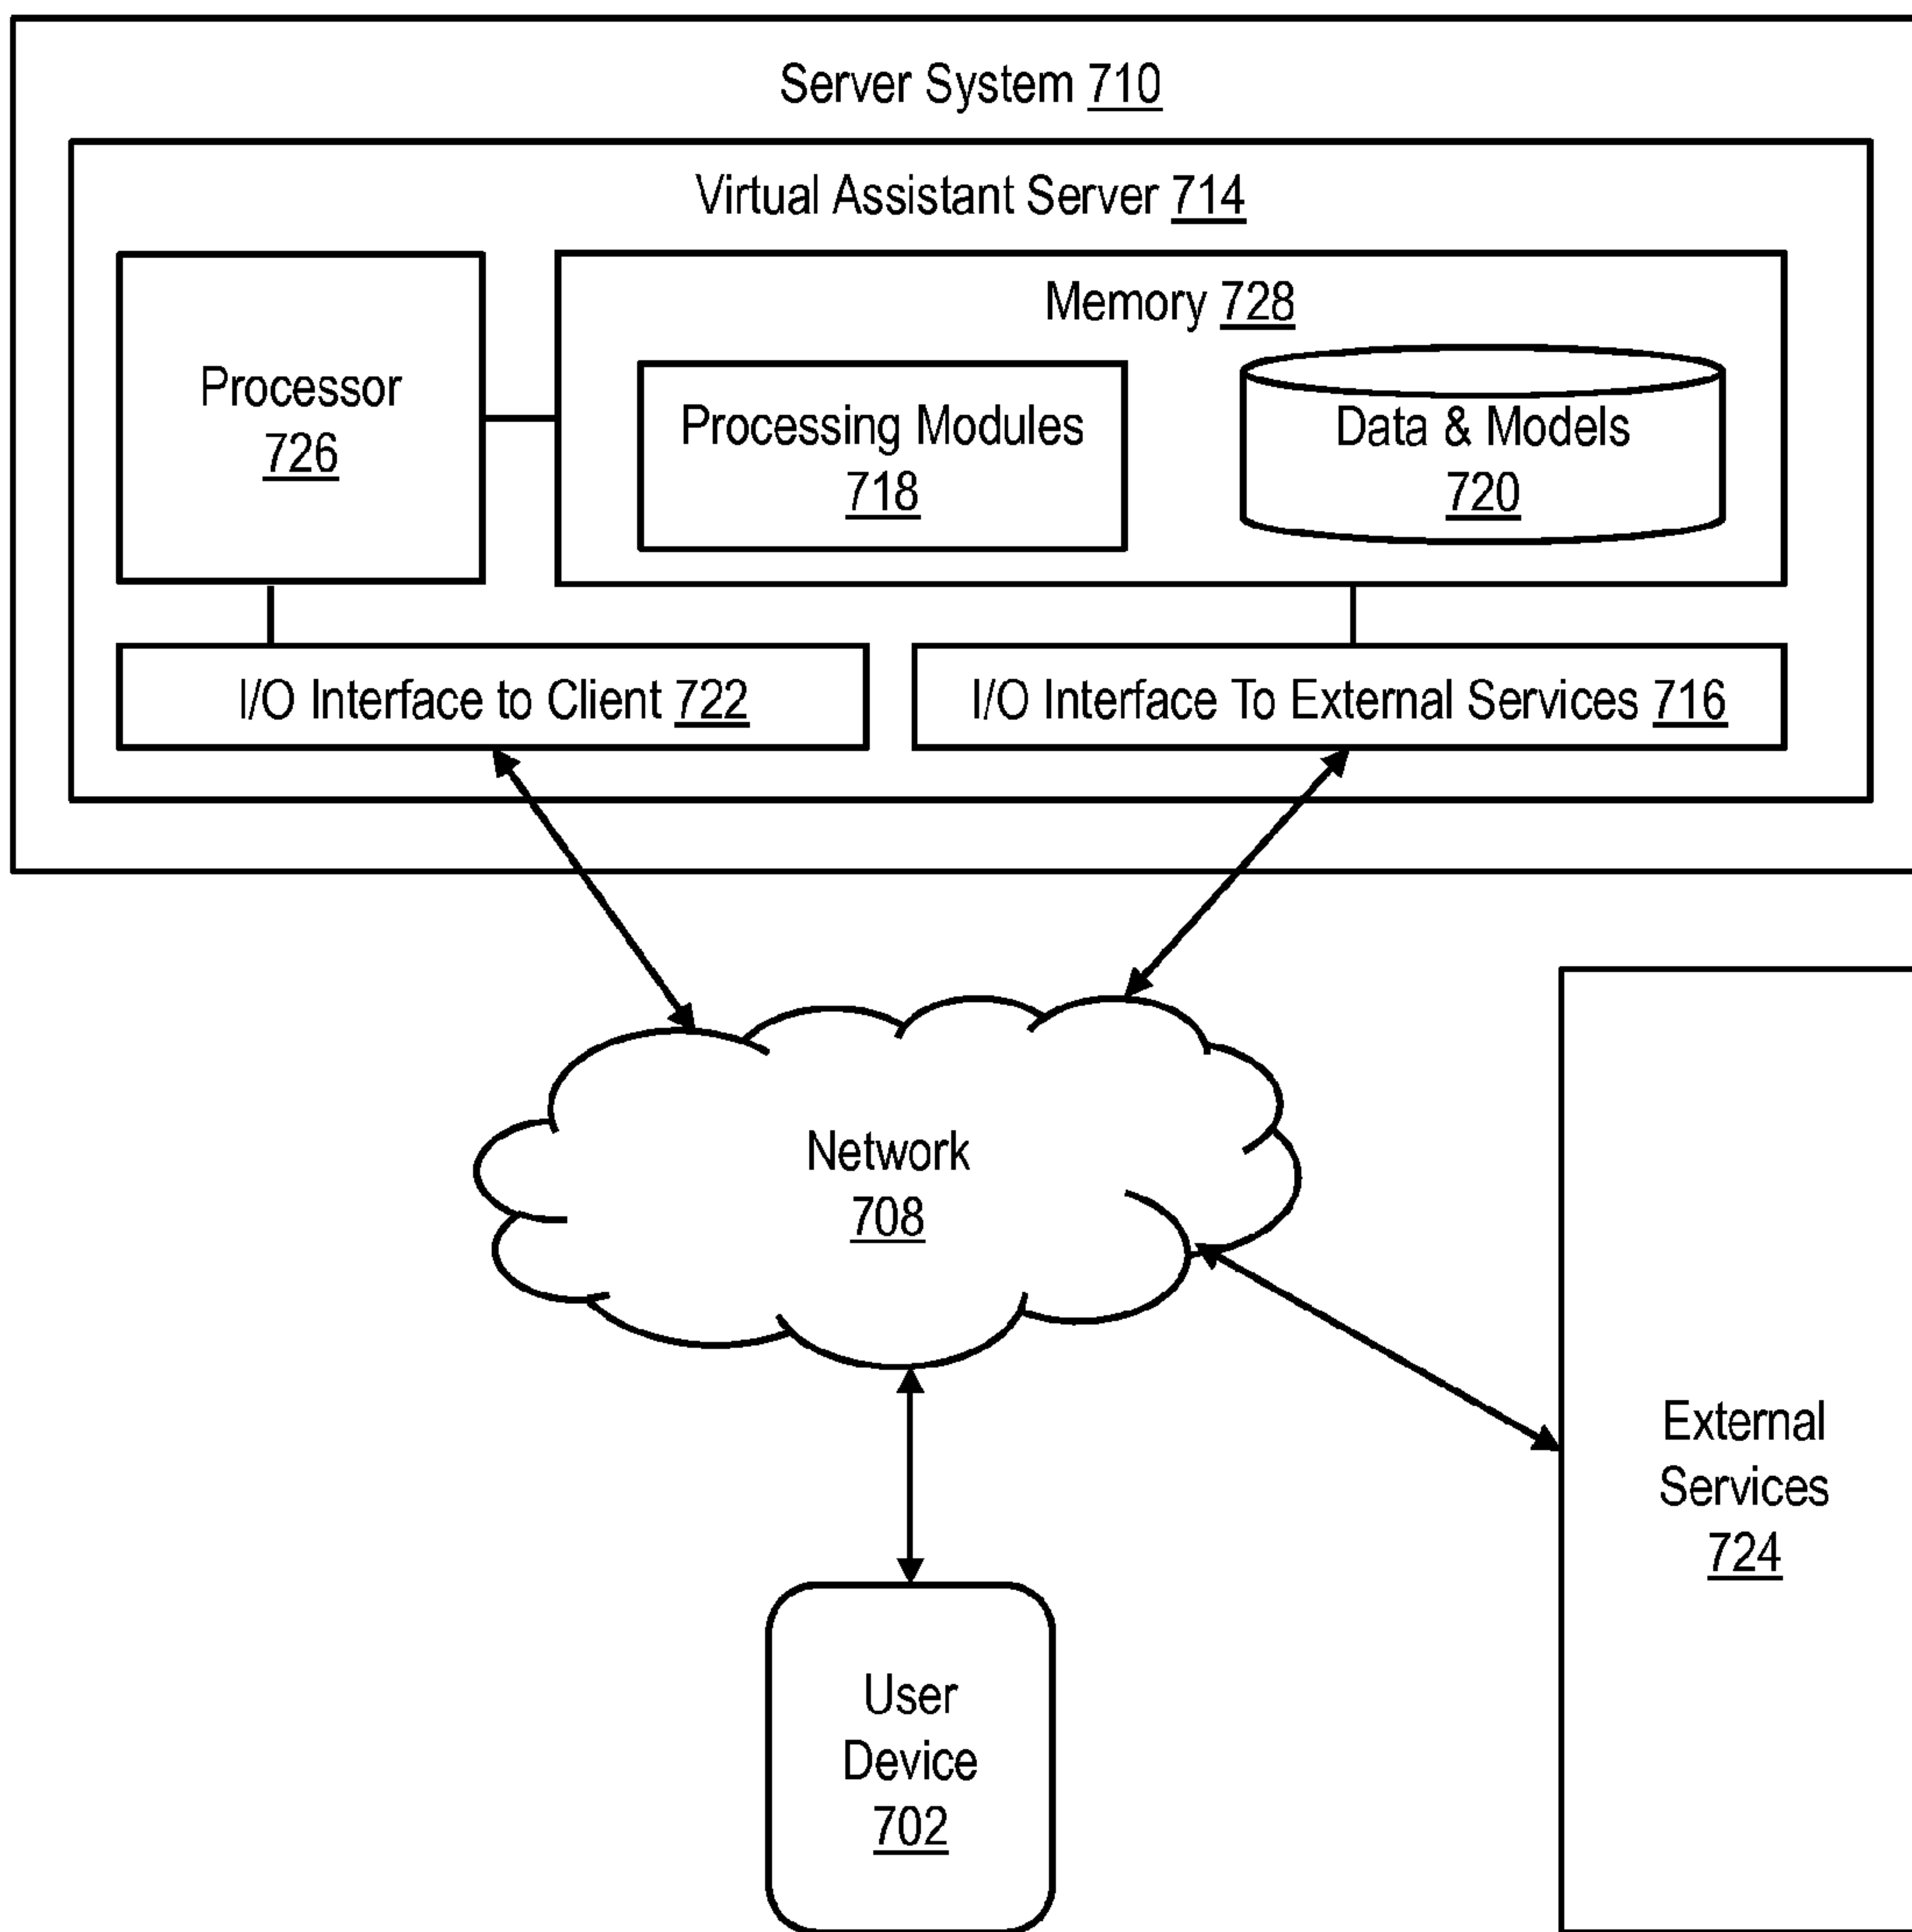 Server System 710
Virtual Assistant Server 714
Memory 728
Processor
726
Processing Modules
718
Data & Models
720
I/O Interface to Client 722
I/O Interface To External Services 716
Network
708
External
Services
724
User
Device
702